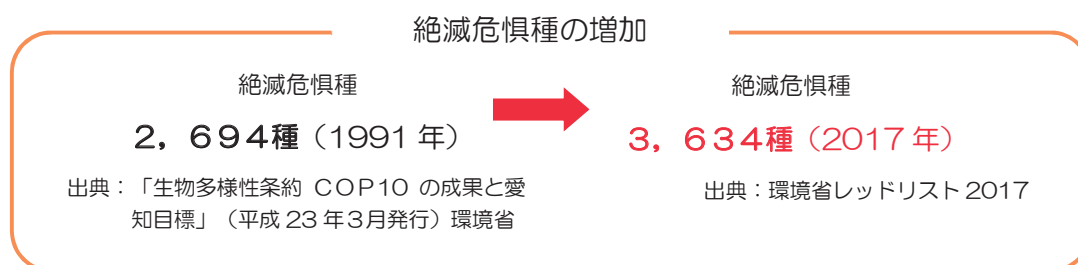 絶滅危惧種の増加
絶滅危惧種
2，694種（1991年）
出典：「生物多様性条約 COP10 の成果と愛
知目標」（平成 23 年3月発行）環境省
絶滅危惧種
3，634種（2017年）
出典：環境省レッドリスト2017